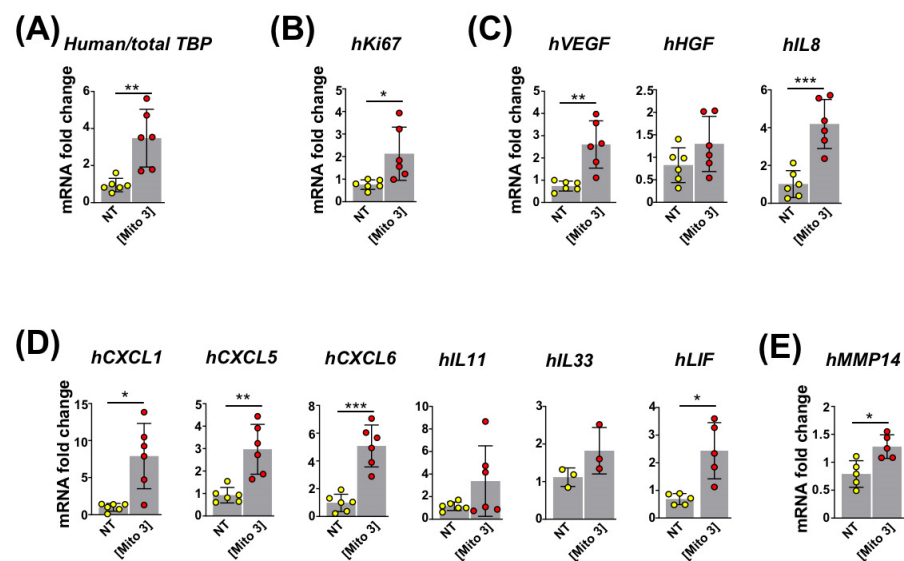 (A)
Human/total TBP
**
mRNA fold change
6
4
2
0
NT
[Mito 3]
(B)
hKi67
*
5
4
3
2
1
0
NT
[Mito 3]
(C)
hVEGF
**
mRNA fold change
5
4
3
2
1
0
NT
[Mito 3]
hHGF
2.5
2.0
1.5
1.0
0.5
0.0
NT
[Mito 3]
hIL8
***
6
4
2
0
NT
[Mito 3]
(D)
hCXCL1
*
mRNA fold change
15
10
5
0
NT
[Mito 3]
hCXCL5
**
5
4
3
2
1
0
NT
[Mito 3]
hCXCL6
***
8
6
4
2
0
NT
[Mito 3]
hIL11
10
8
6
4
2
0
NT
[Mito 3]
hIL33
3
2
1
0
NT
[Mito 3]
hLIF
*
4
3
2
1
0
NT
[Mito 3]
(E)
hMMP14
*
mRNA fold change
2.0
1.5
1.0
0.5
0.0
NT
[Mito 3]